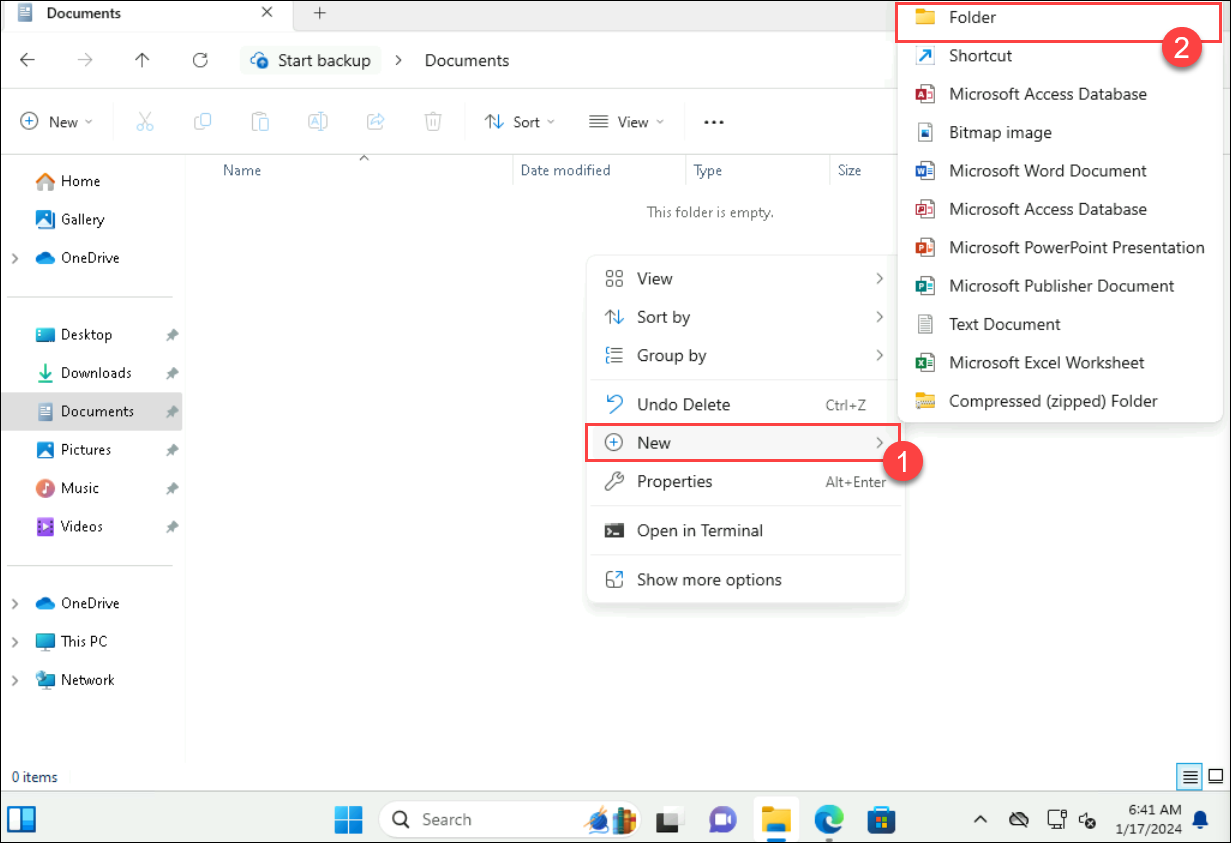 Documents
Start backup
Documents
New
Sort
View
Name
Date modified
Type
Size
This folder is empty.
Home
Gallery
OneDrive
Desktop
Downloads
Documents
Pictures
Music
Videos
OneDrive
This PC
Network
View
Sort by
Group by
Undo Delete Ctrl+Z
New
1
Properties Alt+Enter
Open in Terminal
Show more options
Folder
2
Shortcut
Microsoft Access Database
Bitmap image
Microsoft Word Document
Microsoft Access Database
Microsoft PowerPoint Presentation
Microsoft Publisher Document
Text Document
Microsoft Excel Worksheet
Compressed (zipped) Folder
0 items
Search
6:41 AM
1/17/2024